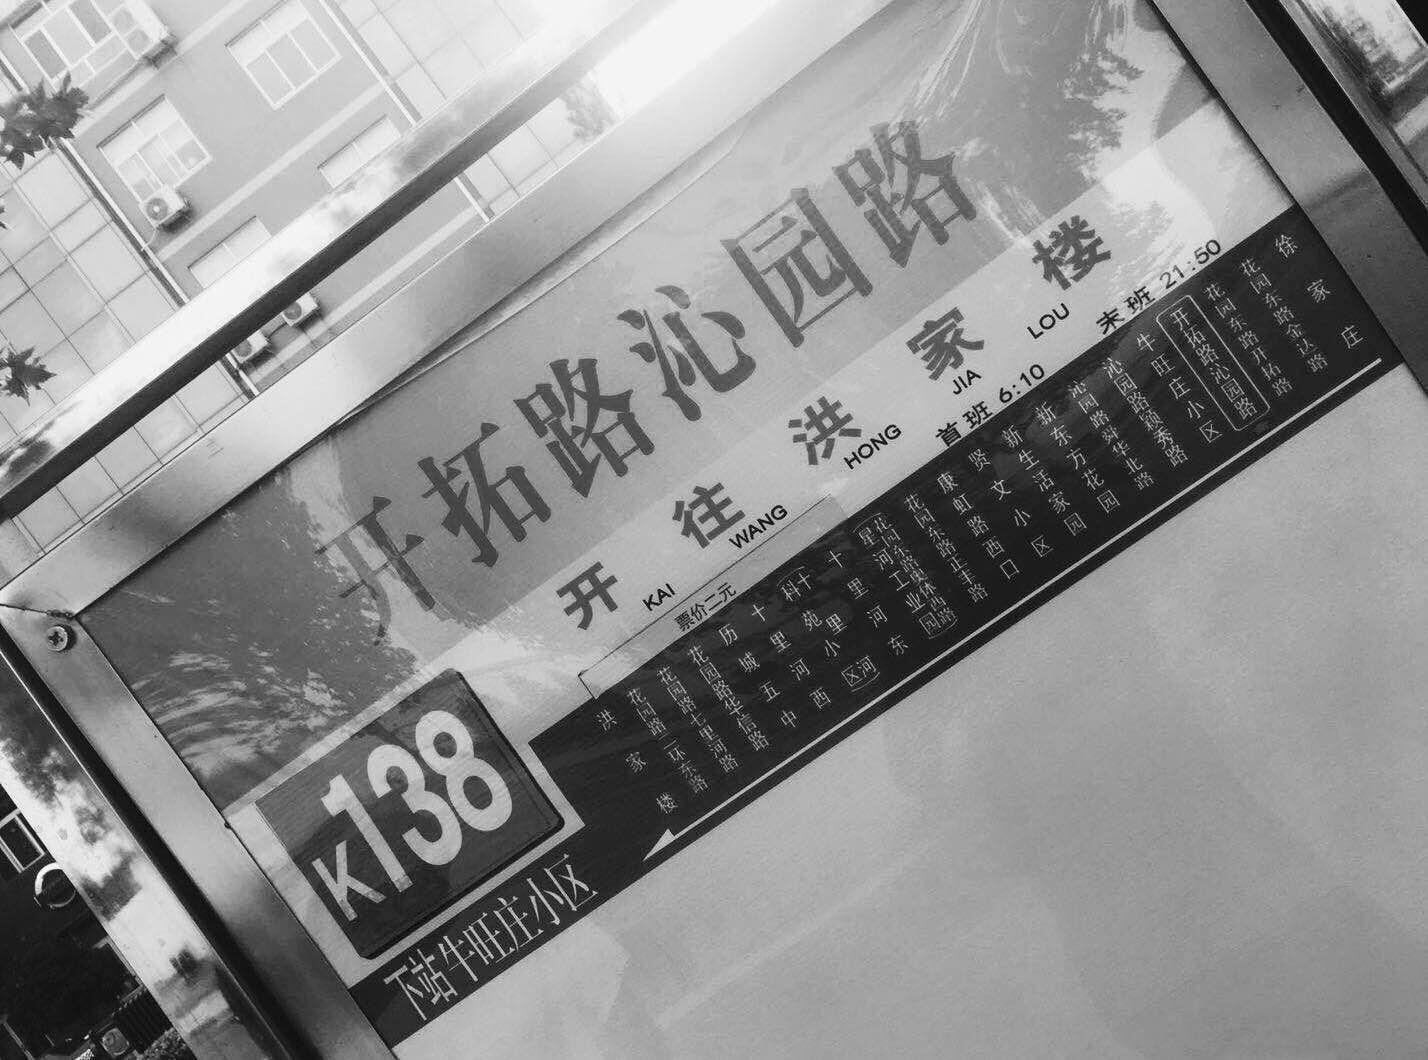 开拓路沁园路
开往洪家楼
KAI WANG HONG JIA LOU
票价二元
首班 6:10 末班 21:50
K138
洪家楼
花园路二环东路
花园路七里河路
花园路华信路
历城五中
十里河西
科苑小区
十里河
十里河东
星河工业园
花园东路奥体西路
花园东路正丰路
康虹路西口
贤文小区
新生活家园
新东方花园
沁园路舜华北路
沁园路颖秀路
牛旺庄小区
开拓路沁园路
花园东路开拓路
花园东路金达路
徐家庄
下站牛旺庄小区